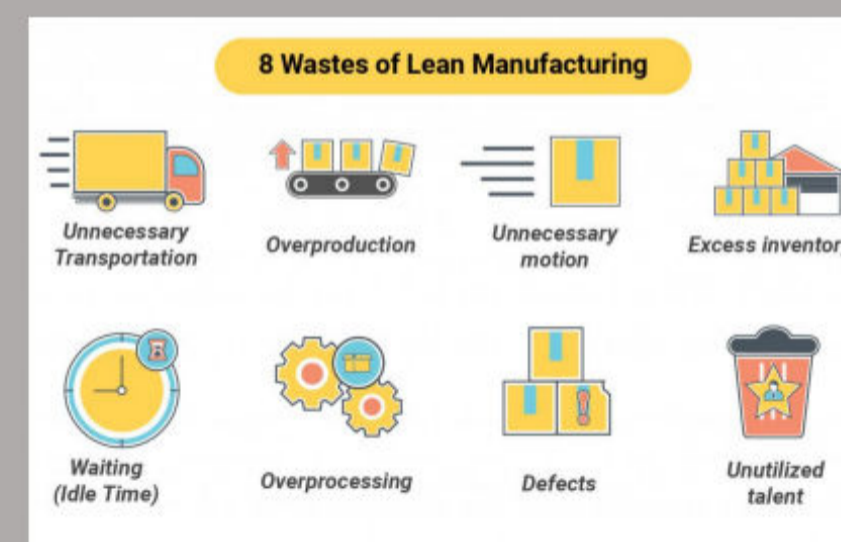 8 Wastes of Lean Manufacturing
Unnecessary
Transportation
Overproduction
Unnecessary
motion
Excess inventor
Waiting
(Idle Time)
Overprocessing
Defects
Unutilized
talent